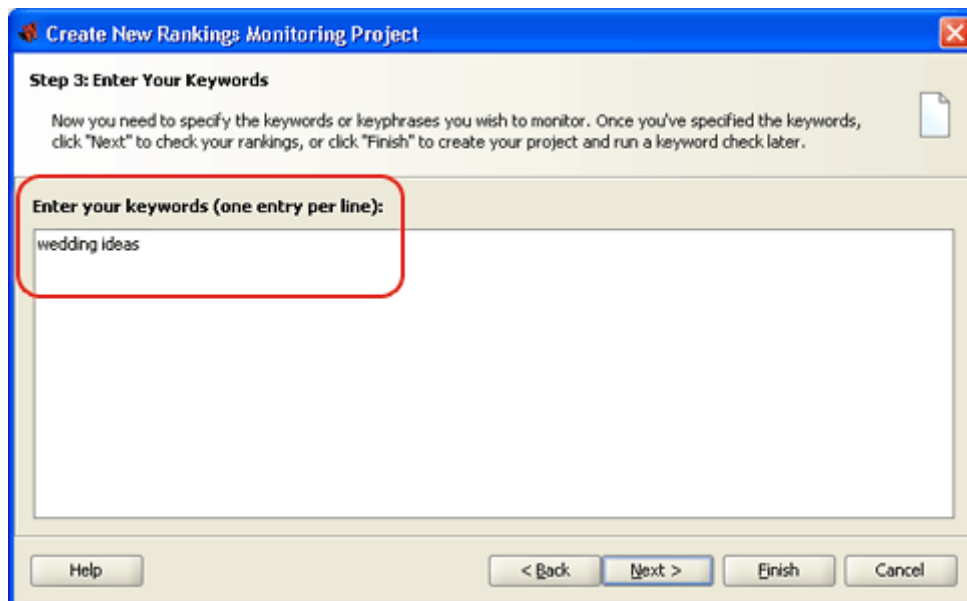 Create New Rankings Monitoring Project
Step 3: Enter Your Keywords
Now you need to specify the keywords or keyphrases you wish to monitor. Once you've specified the keywords,
click "Next" to check your rankings, or click "Finish" to create your project and run a keyword check later.
Enter your keywords (one entry per line):
wedding ideas
Help
< Back
Next >
Finish
Cancel